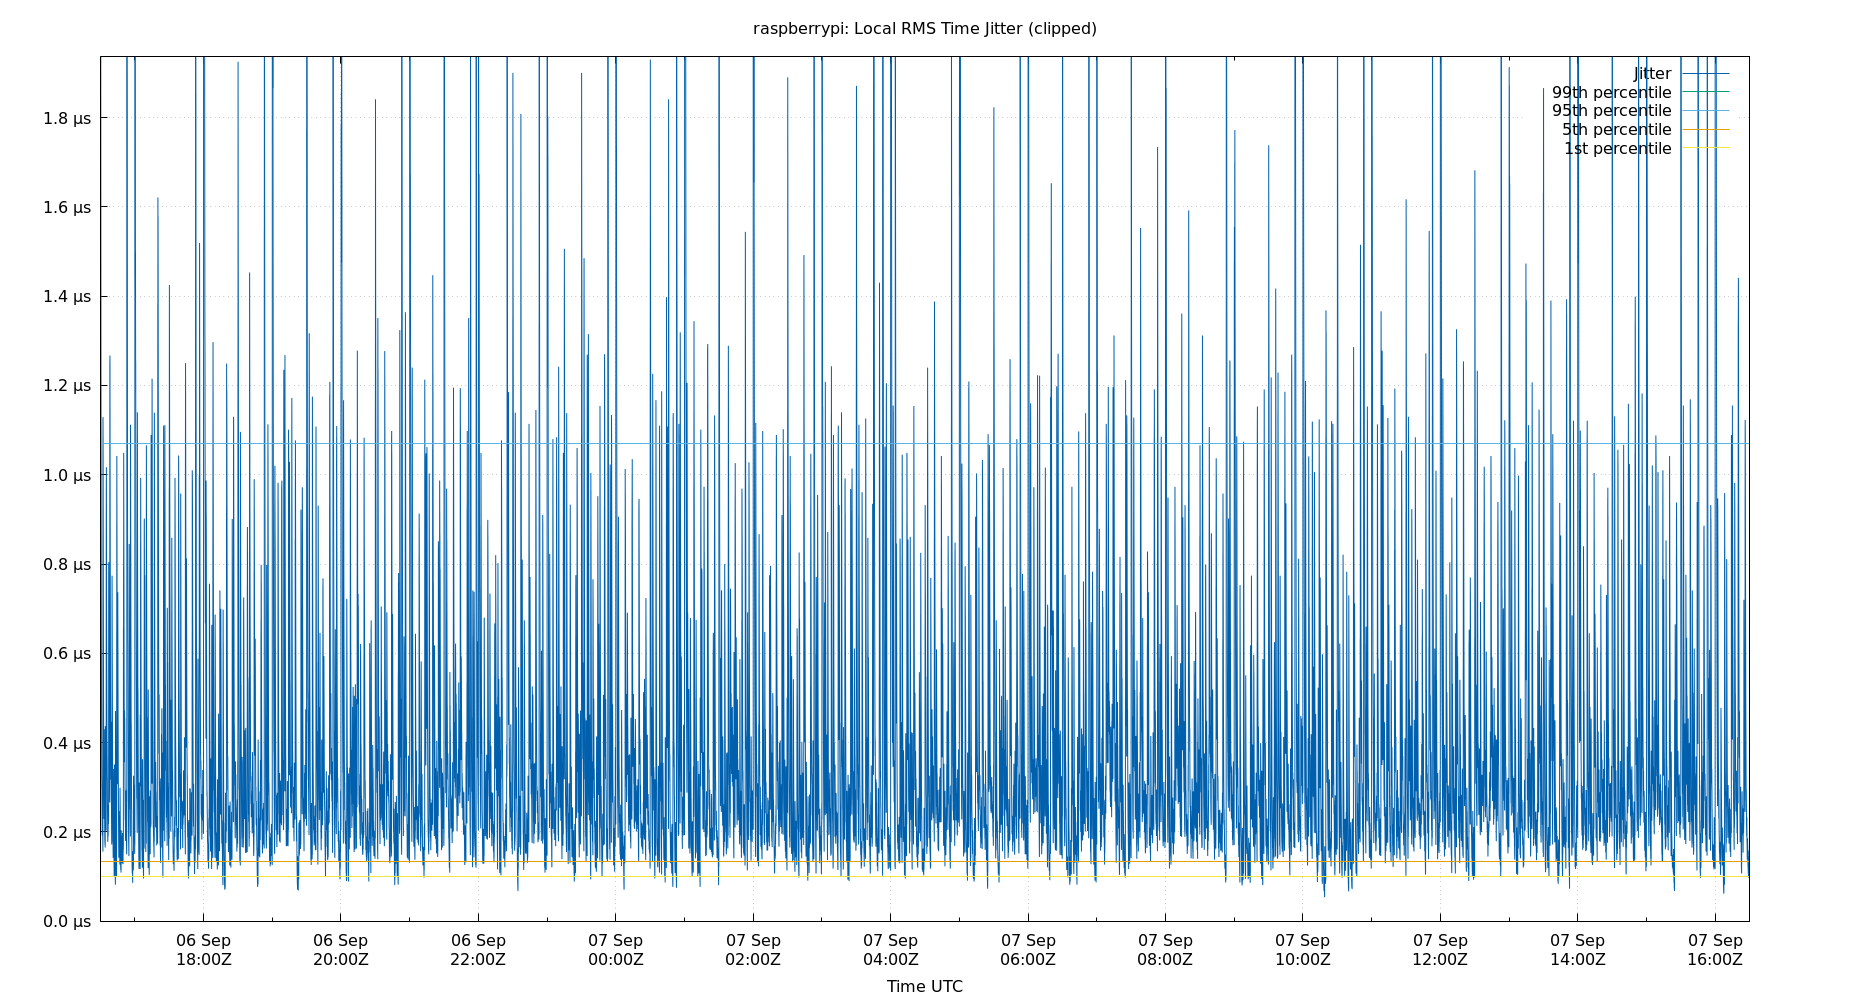 raspberrypi: Local RMS Time Jitter (clipped)
Jitter
99th percentile
95th percentile
5th percentile
1st percentile
1.8 μs
1.6 μs
1.4 μs
1.2 μs
1.0 μs
0.8 μs
0.6 μs
0.4 μs
0.2 μs
0.0 μs
06 Sep 06 Sep 06 Sep 07 Sep 07 Sep 07 Sep 07 Sep 07 Sep 07 Sep 07 Sep 07 Sep 07 Sep
18:00Z 20:00Z 22:00Z 00:00Z 02:00Z 04:00Z 06:00Z 08:00Z 10:00Z 12:00Z 14:00Z 16:00Z
Time UTC